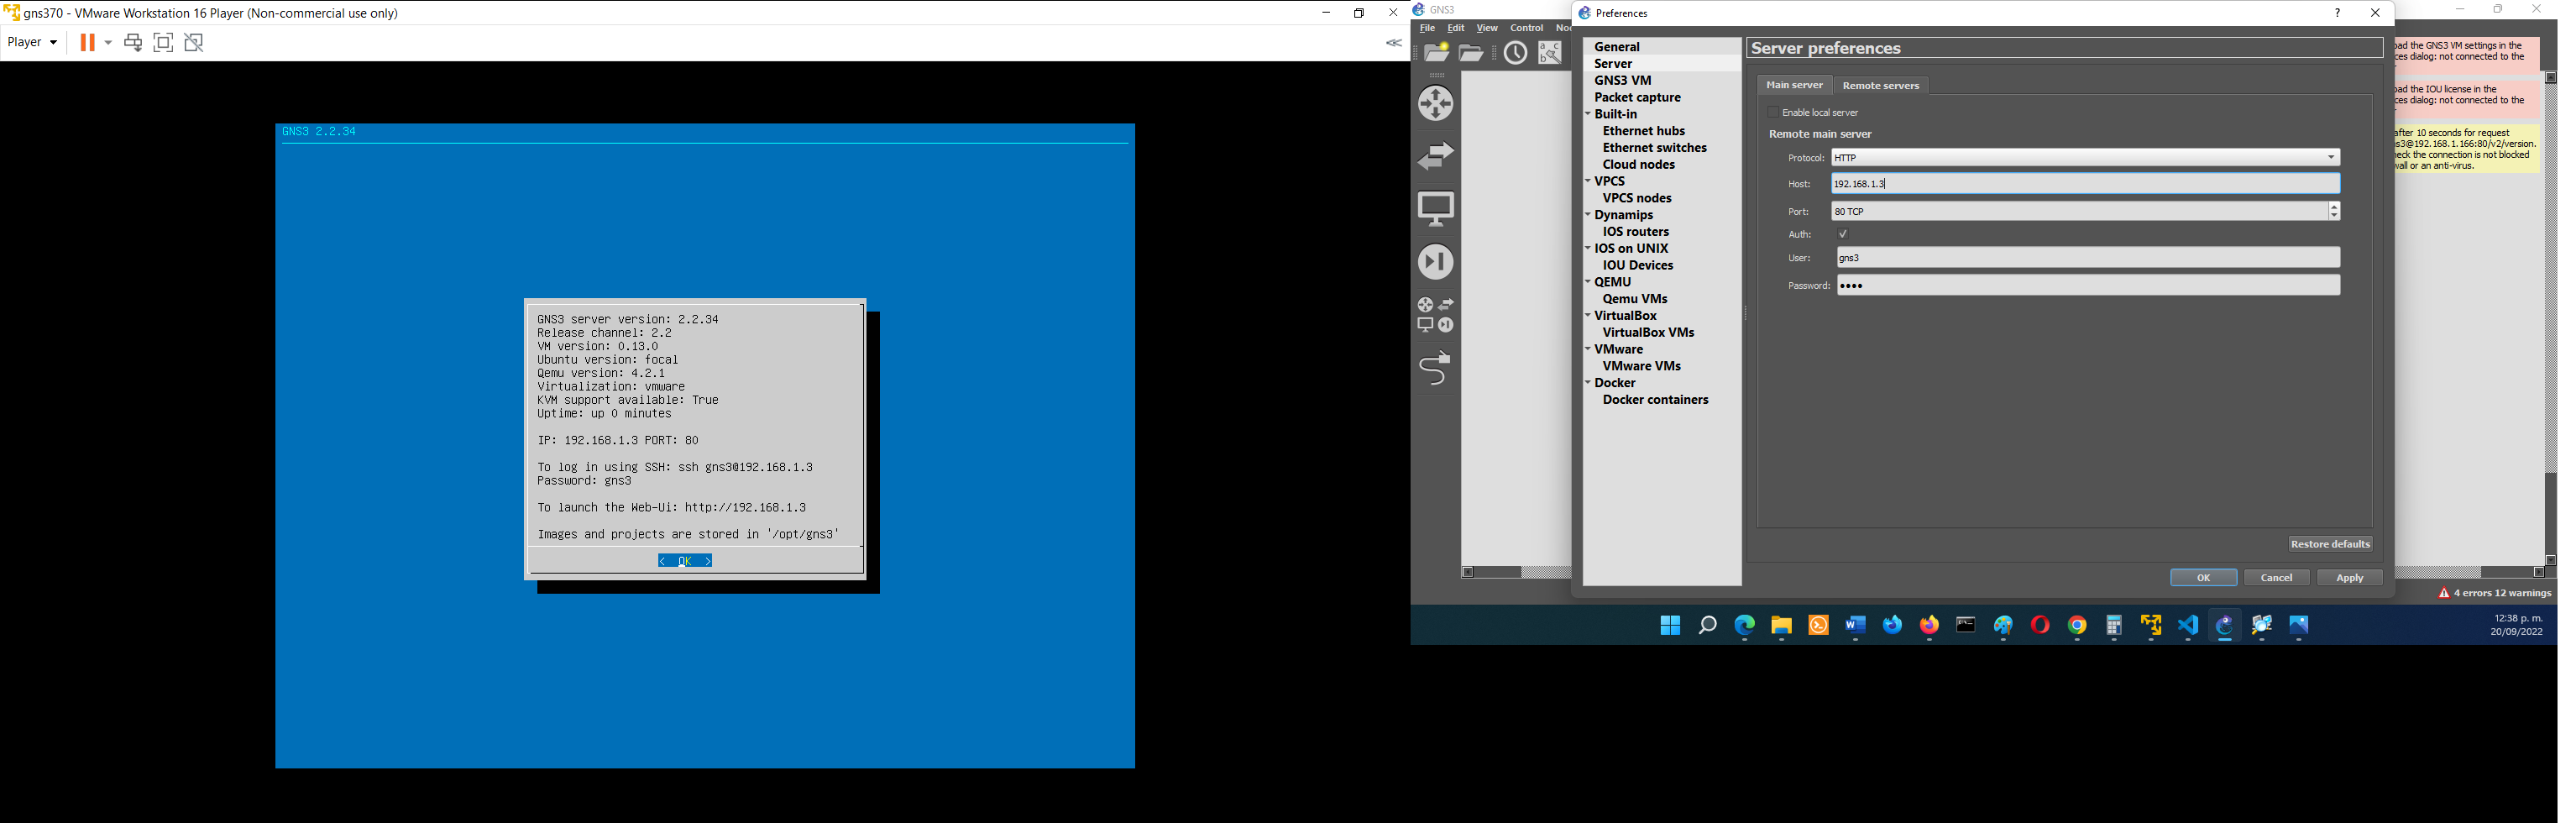 gns370 - VMware Workstation 16 Player (Non-commercial use only)
Player
GNS3 2.2.34
GNS3 server version: 2.2.34
Release channel: 2.2
VM version: 0.13.0
Ubuntu version: focal
Qemu version: 4.2.1
Virtualization: vmware
KVM support available: True
Uptime: up 0 minutes
IP: 192.168.1.3 PORT: 80
To log in using SSH: ssh gns3@192.168.1.3
Password: gns3
To launch the Web-Ui: http://192.168.1.3
Images and projects are stored in '/opt/gns3'
< OK >
GNS3
File Edit View Control No
Preferences
General
Server
GNS3 VM
Packet capture
Built-in
Ethernet hubs
Ethernet switches
Cloud nodes
VPCS
VPCS nodes
Dynamips
IOS routers
IOS on UNIX
IOU Devices
QEMU
Qemu VMs
VirtualBox
VirtualBox VMs
VMware
VMware VMs
Docker
Docker containers
Server preferences
Main server Remote servers
Enable local server
Remote main server
Protocol: HTTP
Host: 192.168.1.3
Port: 80 TCP
Auth:
User: gns3
Password: ●●●●
Restore defaults
OK Cancel Apply
oad the GNS3 VM settings in the
ces dialog: not connected to the
oad the IOU license in the
ces dialog: not connected to the
after 10 seconds for request
ns3@192.168.1.166:80/v2/version.
heck the connection is not blocked
wall or an anti-virus.
4 errors 12 warnings
12:38 p. m.
20/09/2022